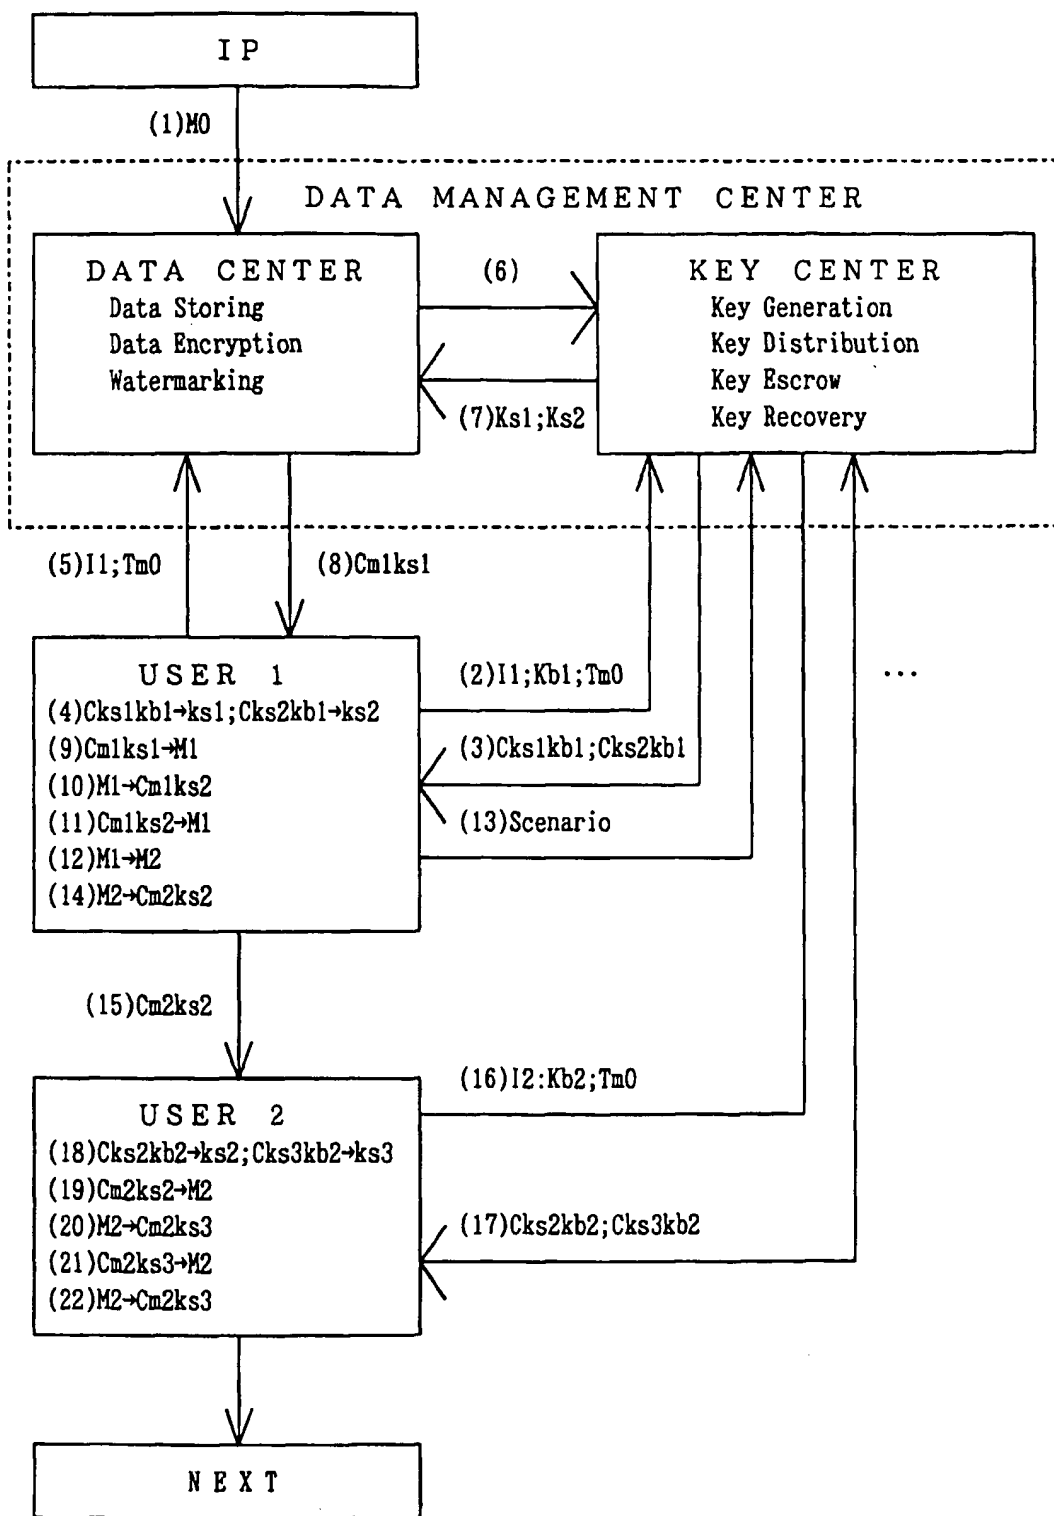 IP
(1)M0
DATA MANAGEMENT CENTER
DATA CENTER
Data Storing
Data Encryption
Watermarking
(6)
(7)Ks1;Ks2
KEY CENTER
Key Generation
Key Distribution
Key Escrow
Key Recovery
(5)I1;Tm0
(8)Cm1ks1
USER 1
(4)Cks1kb1→ks1;Cks2kb1→ks2
(9)Cm1ks1→M1
(10)M1→Cm1ks2
(11)Cm1ks2→M1
(12)M1→M2
(14)M2→Cm2ks2
(2)I1;Kb1;Tm0
(3)Cks1kb1;Cks2kb1
(13)Scenario
...
(15)Cm2ks2
USER 2
(18)Cks2kb2→ks2;Cks3kb2→ks3
(19)Cm2ks2→M2
(20)M2→Cm2ks3
(21)Cm2ks3→M2
(22)M2→Cm2ks3
(16)I2:Kb2;Tm0
(17)Cks2kb2;Cks3kb2
NEXT